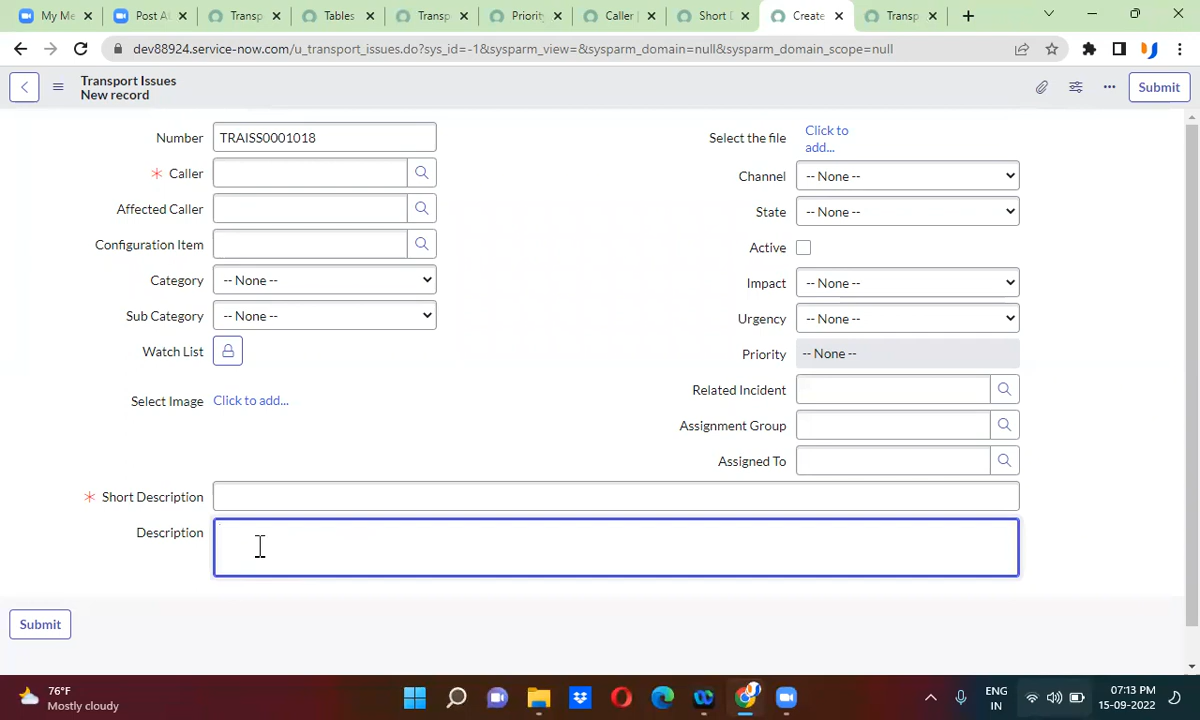 My Me
Post At
Transp
Tables
Transp
Priority
Caller |
Short D
Create
Transp
dev88924.service-now.com/u_transport_issues.do?sys_id=-1&sysparm_view=&sysparm_domain=null&sysparm_domain_scope=null
Transport Issues
New record
Submit
Number TRAISS0001018
Select the file Click to
add...
* Caller
Channel -- None --
Affected Caller
State -- None --
Configuration Item
Active
Category -- None --
Impact -- None --
Sub Category -- None --
Urgency -- None --
Watch List
Priority -- None --
Related Incident
Select Image Click to add...
Assignment Group
Assigned To
* Short Description
Description
Submit
76°F
Mostly cloudy
ENG
IN
07:13 PM
15-09-2022